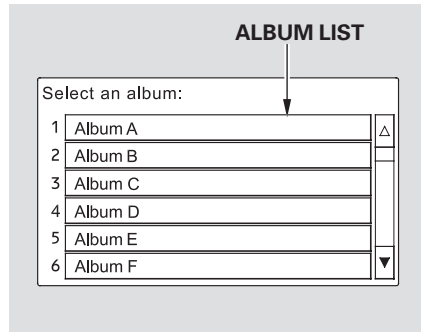 ALBUM LIST
Select an album:
1 Album A
2 Album B
3 Album C
4 Album D
5 Album E
6 Album F